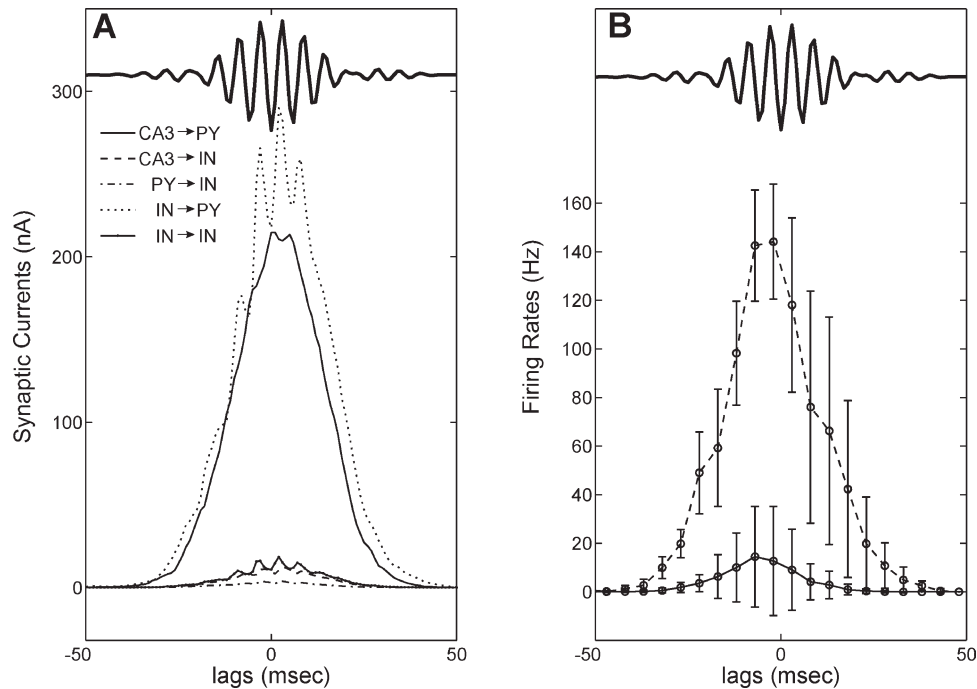 A
300
200
100
0
Synaptic Currents (nA)
CA3→PY
CA3→IN
PY→IN
IN→PY
IN→IN
-50 0 50
lags (msec)
B
160
140
120
100
80
60
40
20
0
Firing Rates (Hz)
-50 0 50
lags (msec)